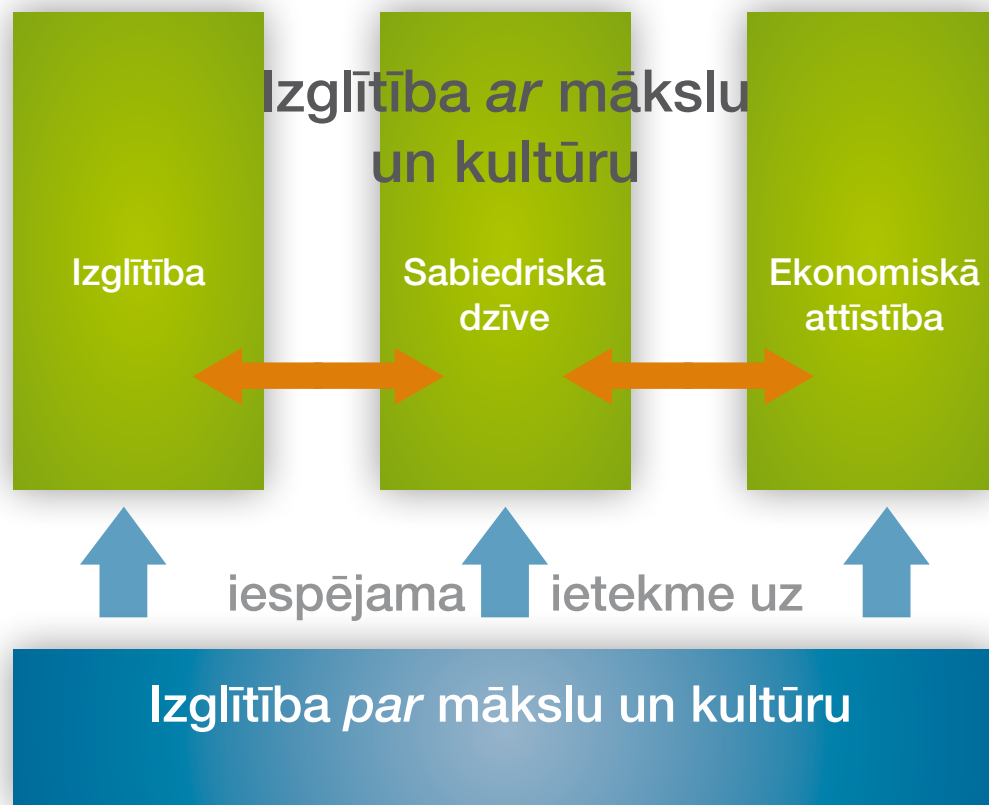 Izglītība ar mākslu
un kultūru
Izglītība
Sabiedriskā
dzīve
Ekonomiskā
attīstība
iespējama ietekme uz
Izglītība par mākslu un kultūru